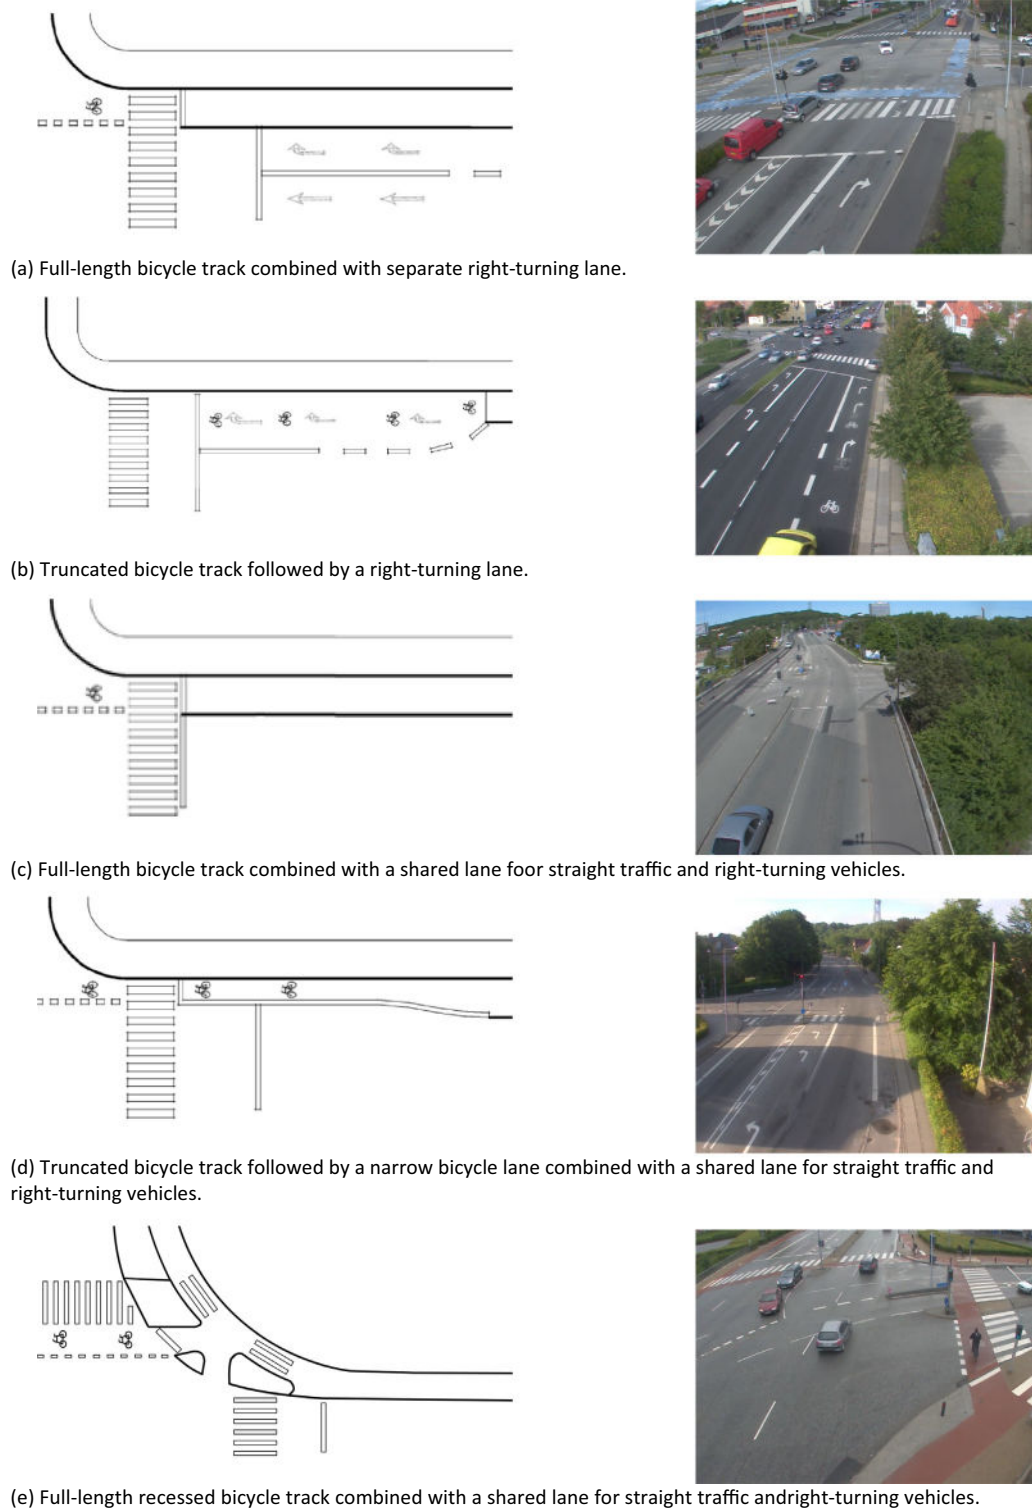 (a) Full-length bicycle track combined with separate right-turning lane.
(b) Truncated bicycle track followed by a right-turning lane.
(c) Full-length bicycle track combined with a shared lane foor straight traffic and right-turning vehicles.
(d) Truncated bicycle track followed by a narrow bicycle lane combined with a shared lane for straight traffic and
right-turning vehicles.
(e) Full-length recessed bicycle track combined with a shared lane for straight traffic andright-turning vehicles.